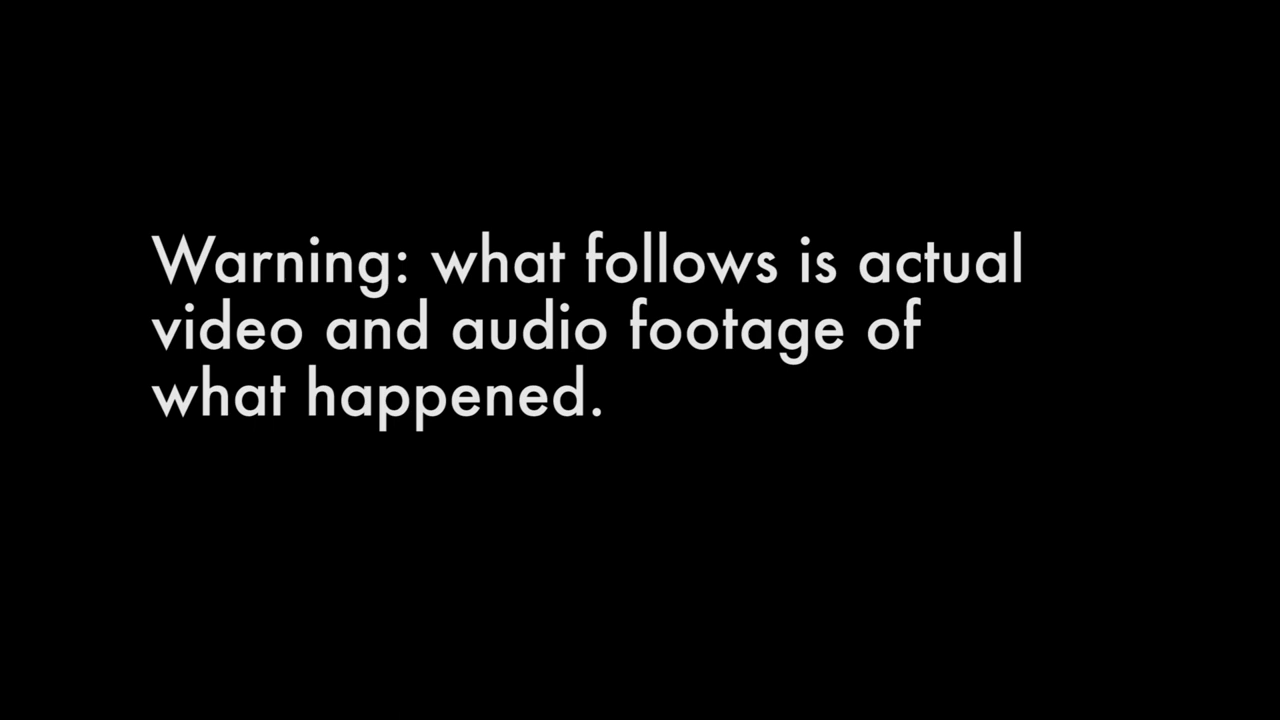 Warning: what follows is actual
video and audio footage of
what happened.